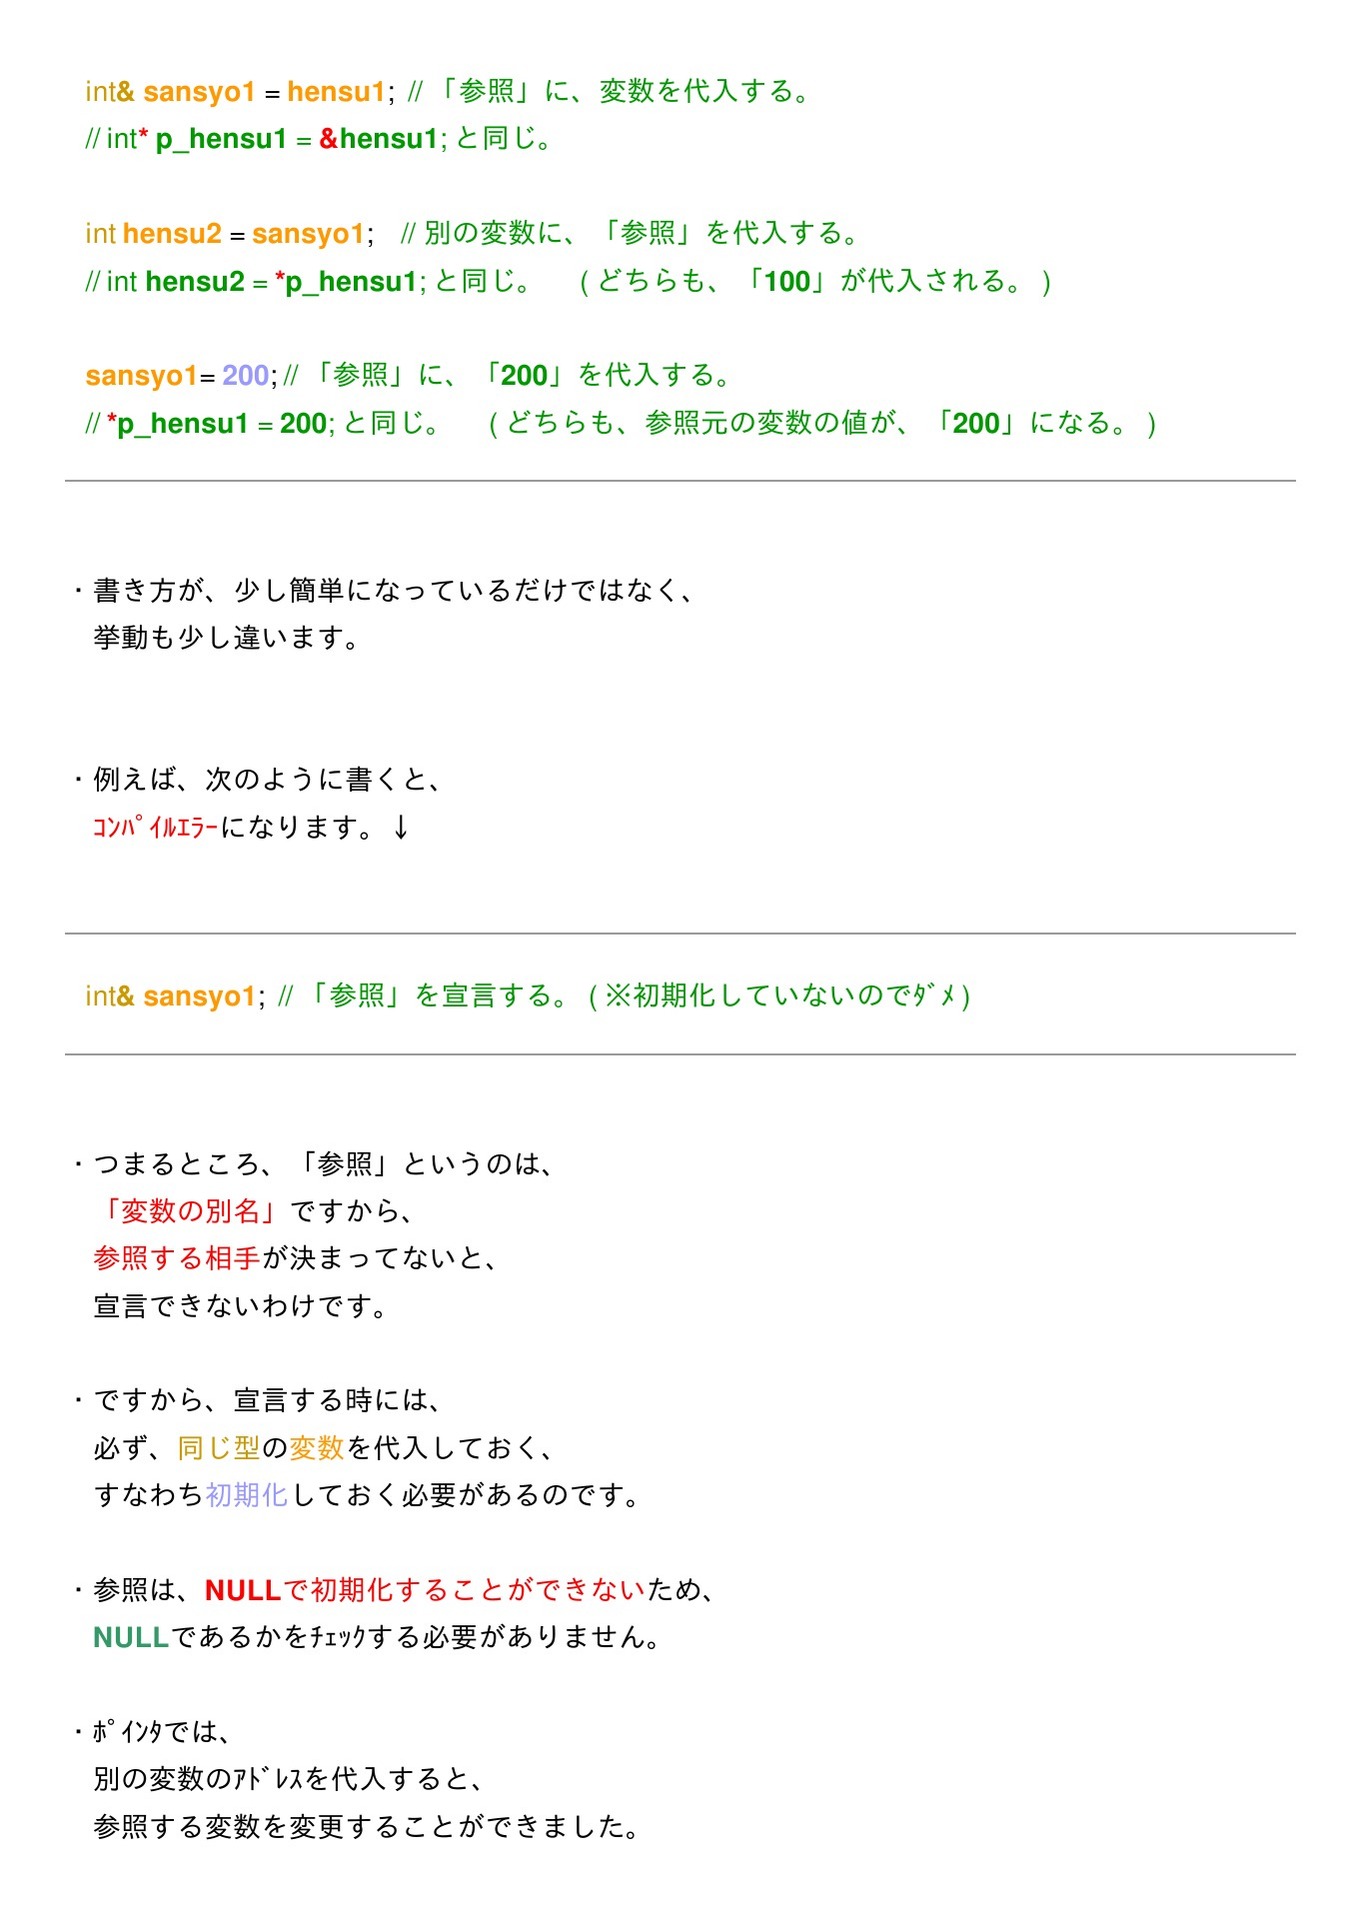 int& sansyo1 = hensu1; // 「参照」に、変数を代入する。
// int* p_hensu1 = &hensu1; と同じ。
int hensu2 = sansyo1; // 別の変数に、「参照」を代入する。
// int hensu2 = *p_hensu1; と同じ。 ( どちらも、「100」が代入される。 )
sansyo1= 200; // 「参照」に、「200」を代入する。
// *p_hensu1 = 200; と同じ。 ( どちらも、参照元の変数の値が、「200」になる。 )
・書き方が、少し簡単になっているだけではなく、
挙動も少し違います。
・例えば、次のように書くと、
ｺﾝﾊﾟｲﾙｴﾗｰになります。↓
int& sansyo1; // 「参照」を宣言する。 ( ※初期化していないのでﾀﾞﾒ )
・つまるところ、「参照」というのは、
「変数の別名」ですから、
参照する相手が決まってないと、
宣言できないわけです。
・ですから、宣言する時には、
必ず、同じ型の変数を代入しておく、
すなわち初期化しておく必要があるのです。
・参照は、NULLで初期化することができないため、
NULLであるかをﾁｪｯｸする必要がありません。
・ﾎﾟｲﾝﾀでは、
別の変数のｱﾄﾞﾚｽを代入すると、
参照する変数を変更することができました。